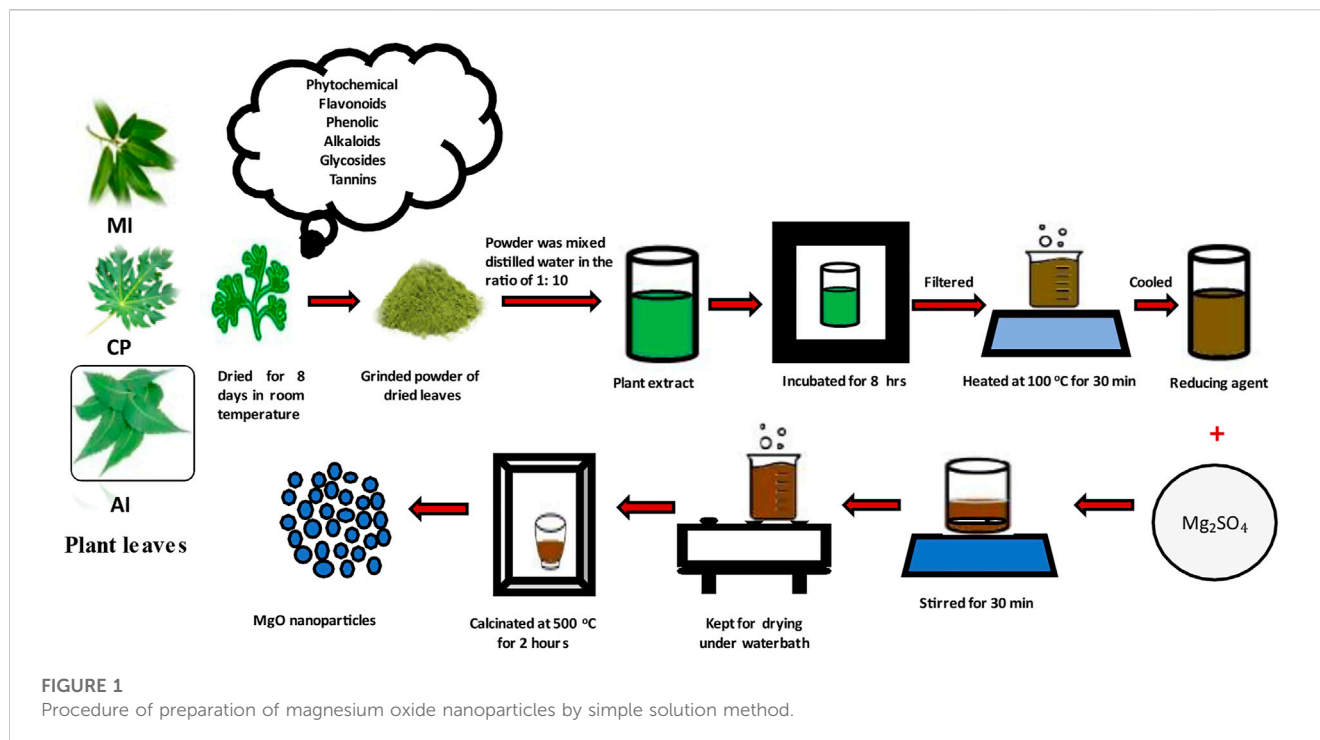 Phytochemical
Flavonoids
Phenolic
Alkaloids
Glycosides
Tannins
MI
CP
AI
Plant leaves
Dried for 8
days in room
temperature
Grinded powder of
dried leaves
Powder was mixed
distilled water in the
ratio of 1: 10
Plant extract
Incubated for 8 hrs
Filtered
Heated at 100 °C for 30 min
Cooled
Reducing agent
+
Mg₂SO₄
Stirred for 30 min
Kept for drying
under waterbath
Calcinated at 500 °C
for 2 hours
MgO nanoparticles
FIGURE 1
Procedure of preparation of magnesium oxide nanoparticles by simple solution method.